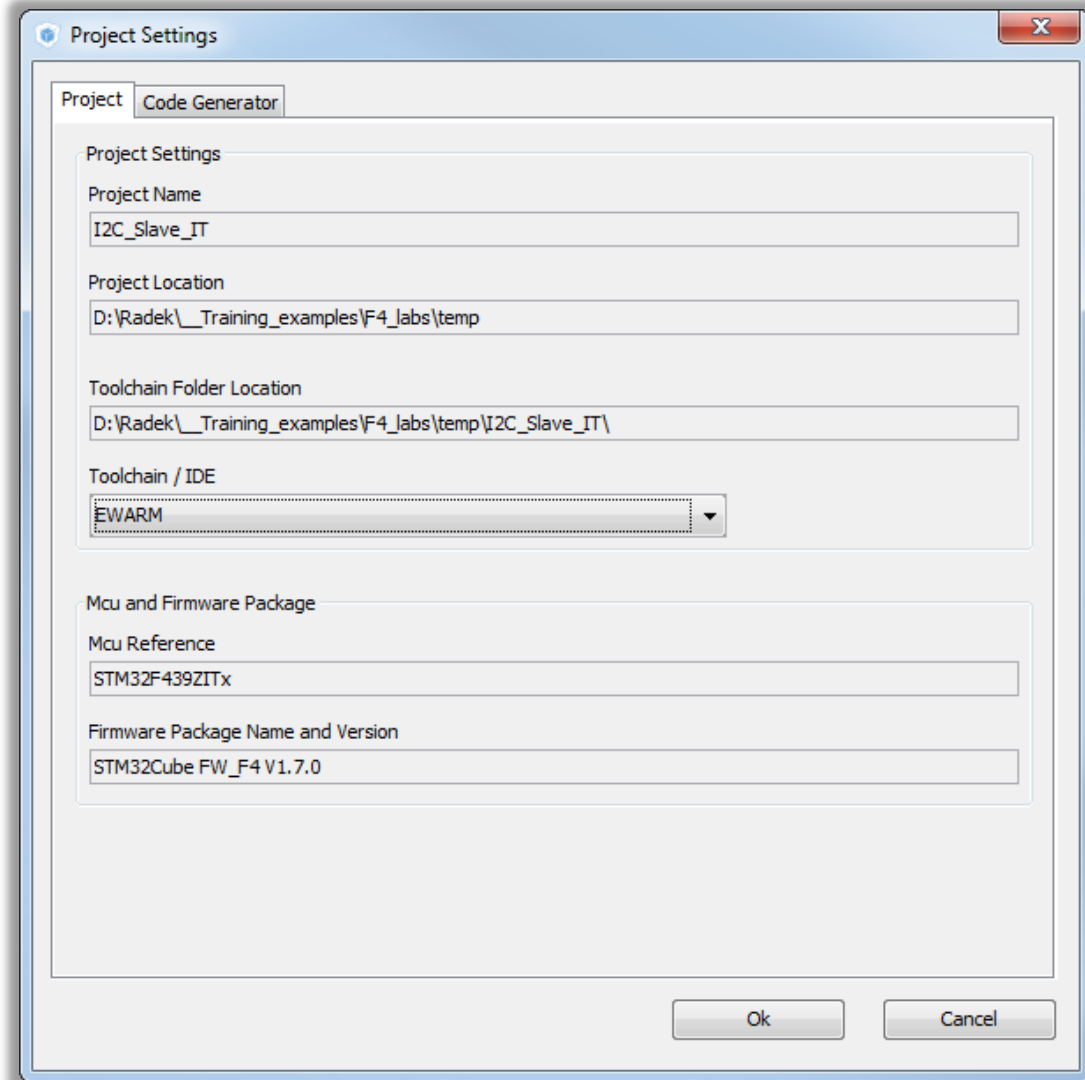 Project Settings
Project
Code Generator
Project Settings
Project Name
I2C_Slave_IT
Project Location
D:\Radek\__Training_examples\F4_labs\temp
Toolchain Folder Location
D:\Radek\__Training_examples\F4_labs\temp\I2C_Slave_IT\
Toolchain / IDE
EWARM
Mcu and Firmware Package
Mcu Reference
STM32F439ZITx
Firmware Package Name and Version
STM32Cube FW_F4 V1.7.0
Ok
Cancel